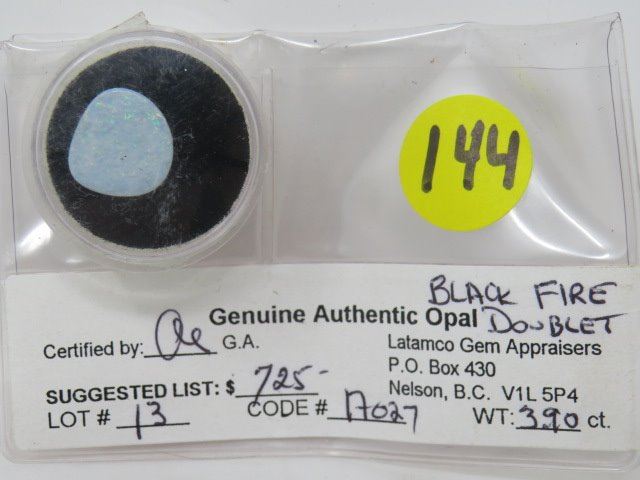 144
BLACK FIRE
Genuine Authentic Opal DOUBLET
Certified by: G.A.
Latamco Gem Appraisers
P.O. Box 430
SUGGESTED LIST: $ 725-
Nelson, B.C. V1L 5P4
LOT # 13 CODE # A027 WT: 3.90 ct.